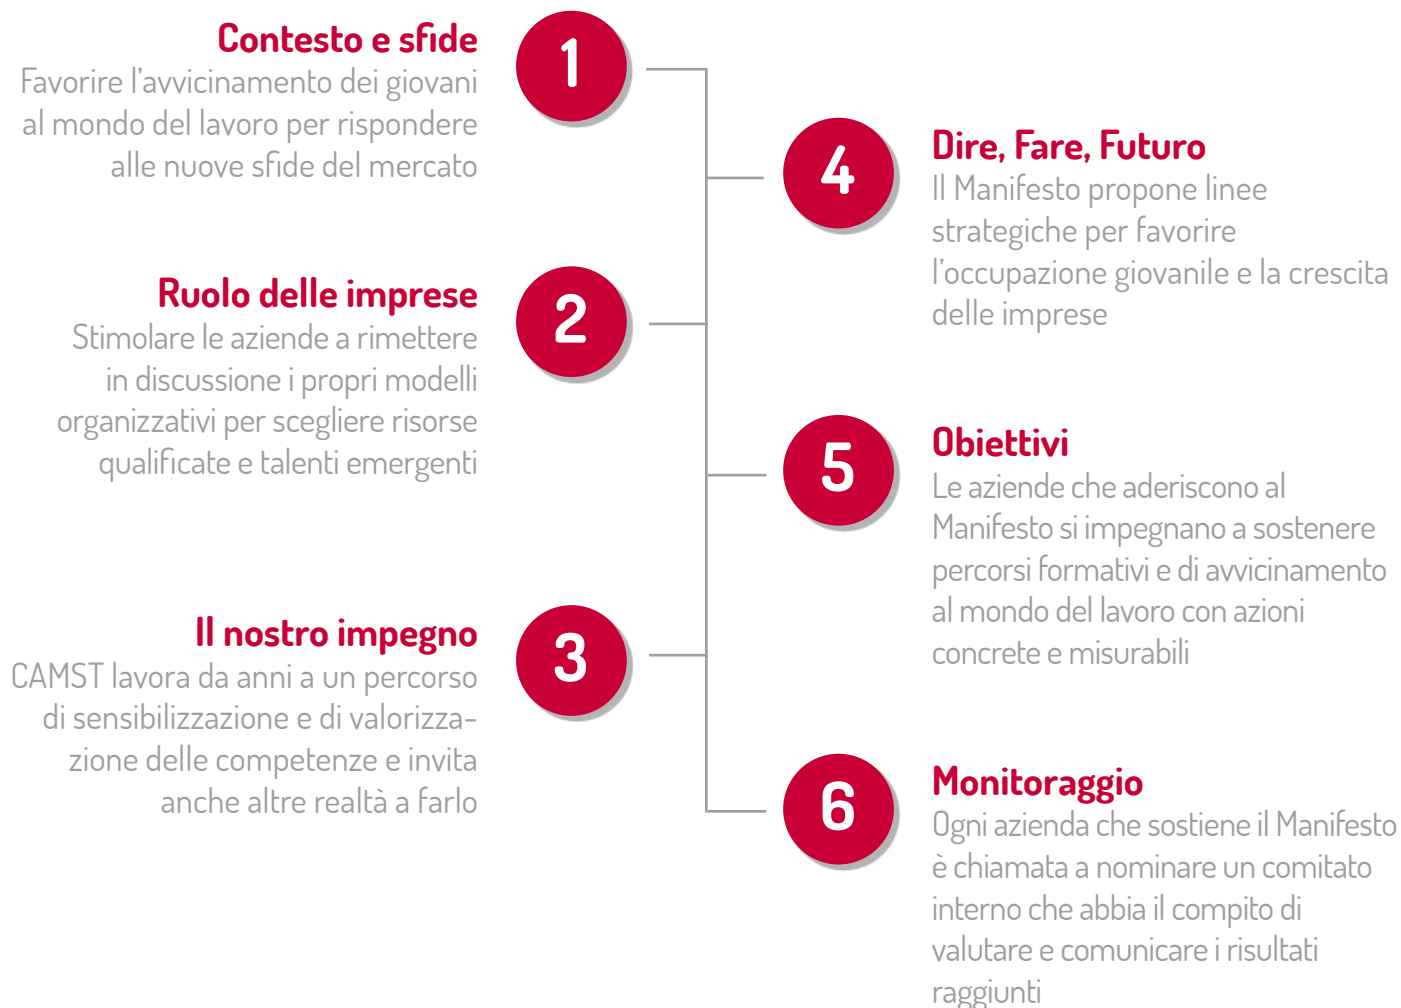 Contesto e sfide
Favorire l'avvicinamento dei giovani
al mondo del lavoro per rispondere
alle nuove sfide del mercato
1
Ruolo delle imprese
Stimolare le aziende a rimettere
in discussione i propri modelli
organizzativi per scegliere risorse
qualificate e talenti emergenti
2
Il nostro impegno
CAMST lavora da anni a un percorso
di sensibilizzazione e di valorizza-
zione delle competenze e invita
anche altre realtà a farlo
3
4
Dire, Fare, Futuro
Il Manifesto propone linee
strategiche per favorire
l'occupazione giovanile e la crescita
delle imprese
5
Obiettivi
Le aziende che aderiscono al
Manifesto si impegnano a sostenere
percorsi formativi e di avvicinamento
al mondo del lavoro con azioni
concrete e misurabili
6
Monitoraggio
Ogni azienda che sostiene il Manifesto
è chiamata a nominare un comitato
interno che abbia il compito di
valutare e comunicare i risultati
raggiunti